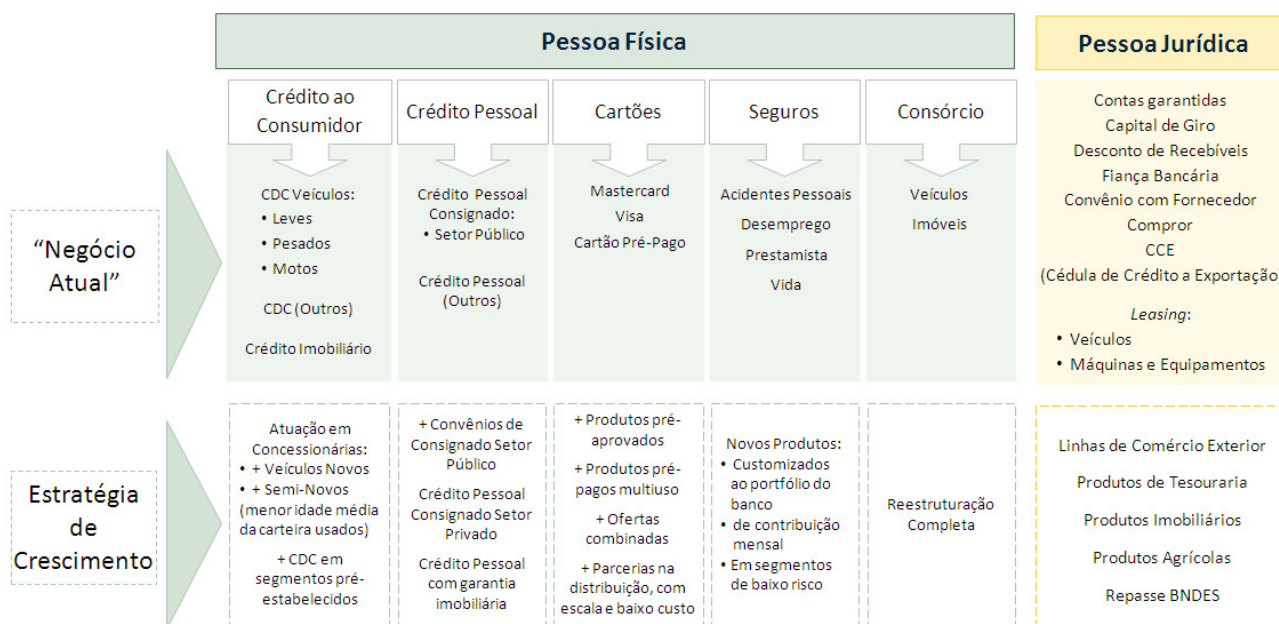 Pessoa Física
Pessoa Jurídica
Crédito ao
Consumidor
Crédito Pessoal
Cartões
Seguros
Consórcio
"Negócio
Atual"
CDC Veículos:
• Leves
• Pesados
• Motos
CDC (Outros)
Crédito Imobiliário
Crédito Pessoal
Consignado:
• Setor Público
Crédito Pessoal
(Outros)
Mastercard
Visa
Cartão Pré-Pago
Acidentes Pessoais
Desemprego
Prestamista
Vida
Veículos
Imóveis
Contas garantidas
Capital de Giro
Desconto de Recebíveis
Fiança Bancária
Convênio com Fornecedor
Compror
CCE
(Cédula de Crédito a Exportação)
Leasing:
• Veículos
• Máquinas e Equipamentos
Estratégia
de
Crescimento
Atuação em
Concessionárias:
• + Veículos Novos
• + Semi-Novos
(menor idade média
da carteira usados)
+ CDC em
segmentos pré-
estabelecidos
+ Convênios de
Consignado Setor
Público
Crédito Pessoal
Consignado Setor
Privado
Crédito Pessoal
com garantia
imobiliária
+ Produtos pré-
aprovados
+ Produtos pré-
pagos multiuso
+ Ofertas
combinadas
+ Parcerias na
distribuição, com
escala e baixo custo
Novos Produtos:
• Customizados
ao portfólio do
banco
• de contribuição
mensal
• Em segmentos
de baixo risco
Reestruturação
Completa
Linhas de Comércio Exterior
Produtos de Tesouraria
Produtos Imobiliários
Produtos Agrícolas
Repasse BNDES